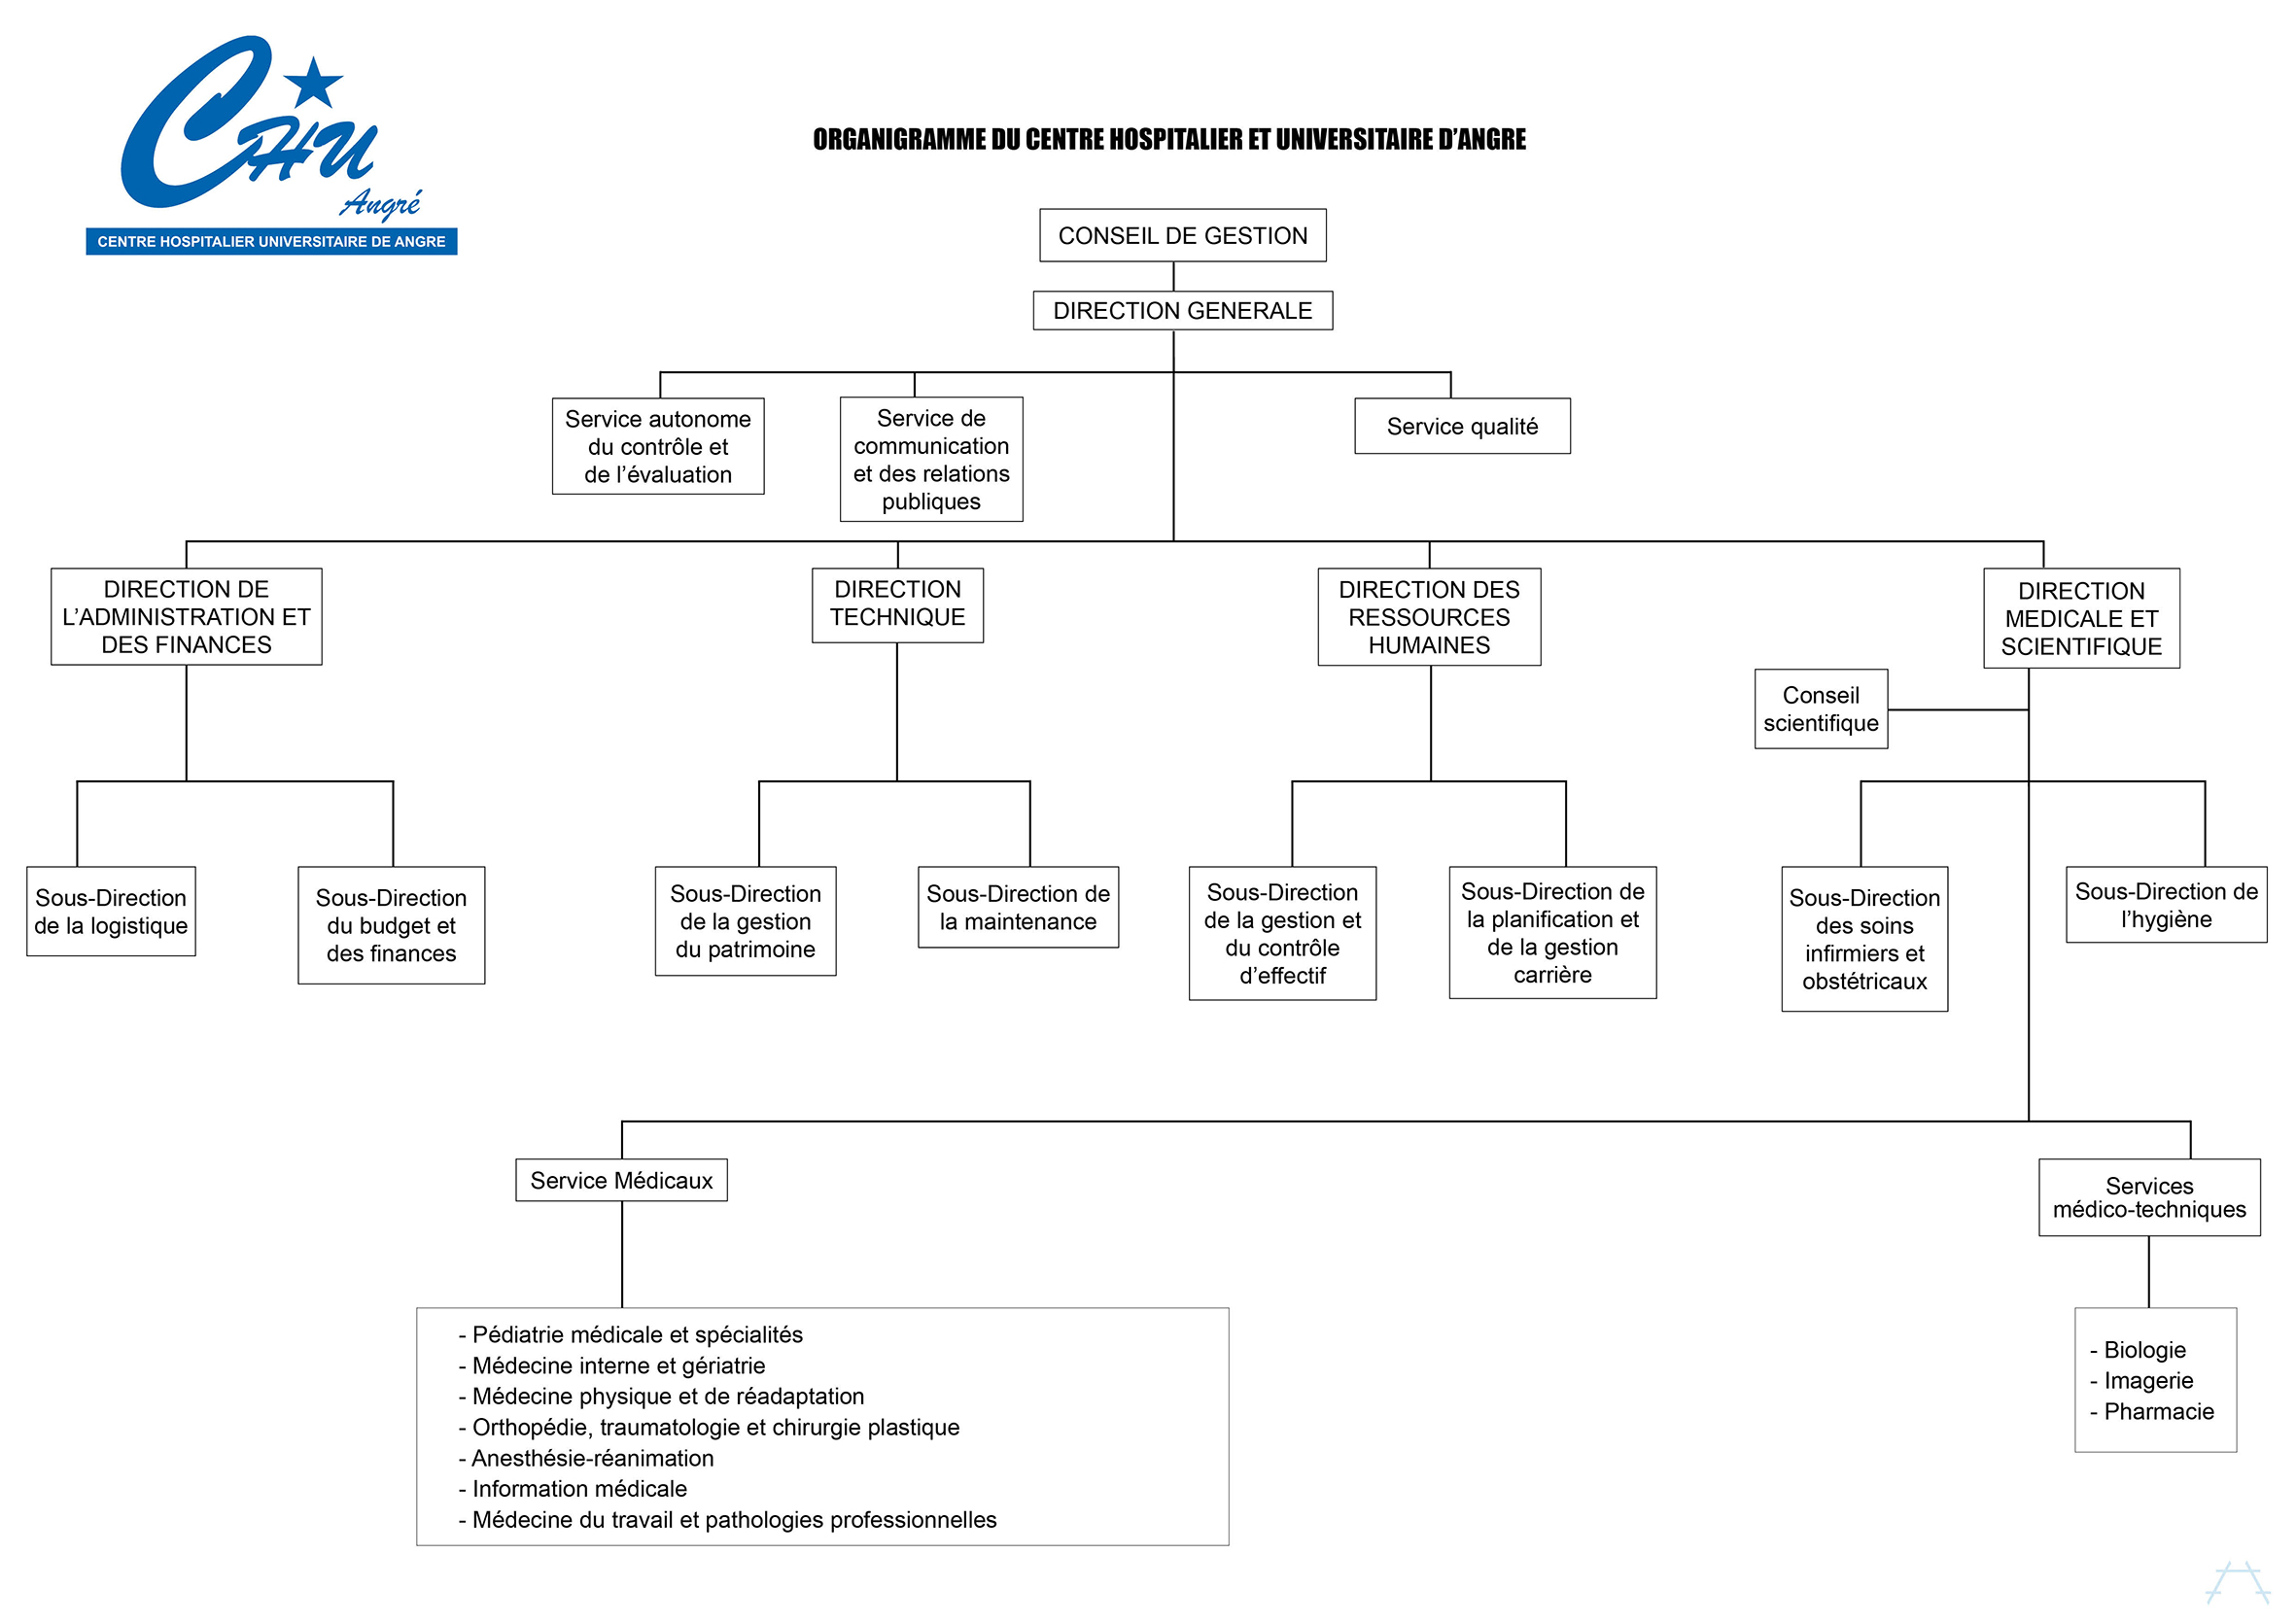 CHU
Angré
CENTRE HOSPITALIER UNIVERSITAIRE DE ANGRE
ORGANIGRAMME DU CENTRE HOSPITALIER ET UNIVERSITAIRE D’ANGRE
CONSEIL DE GESTION
DIRECTION GENERALE
Service autonome
du contrôle et
de l’évaluation
Service de
communication
et des relations
publiques
Service qualité
DIRECTION DE
L’ADMINISTRATION ET
DES FINANCES
DIRECTION
TECHNIQUE
DIRECTION DES
RESSOURCES
HUMAINES
DIRECTION
MEDICALE ET
SCIENTIFIQUE
Conseil
scientifique
Sous-Direction
de la logistique
Sous-Direction
du budget et
des finances
Sous-Direction
de la gestion
du patrimoine
Sous-Direction de
la maintenance
Sous-Direction
de la gestion et
du contrôle
d’effectif
Sous-Direction de
la planification et
de la gestion
carrière
Sous-Direction
des soins
infirmiers et
obstétricaux
Sous-Direction de
l’hygiène
Service Médicaux
Services
médico-techniques
- Pédiatrie médicale et spécialités
- Médecine interne et gériatrie
- Médecine physique et de réadaptation
- Orthopédie, traumatologie et chirurgie plastique
- Anesthésie-réanimation
- Information médicale
- Médecine du travail et pathologies professionnelles
- Biologie
- Imagerie
- Pharmacie